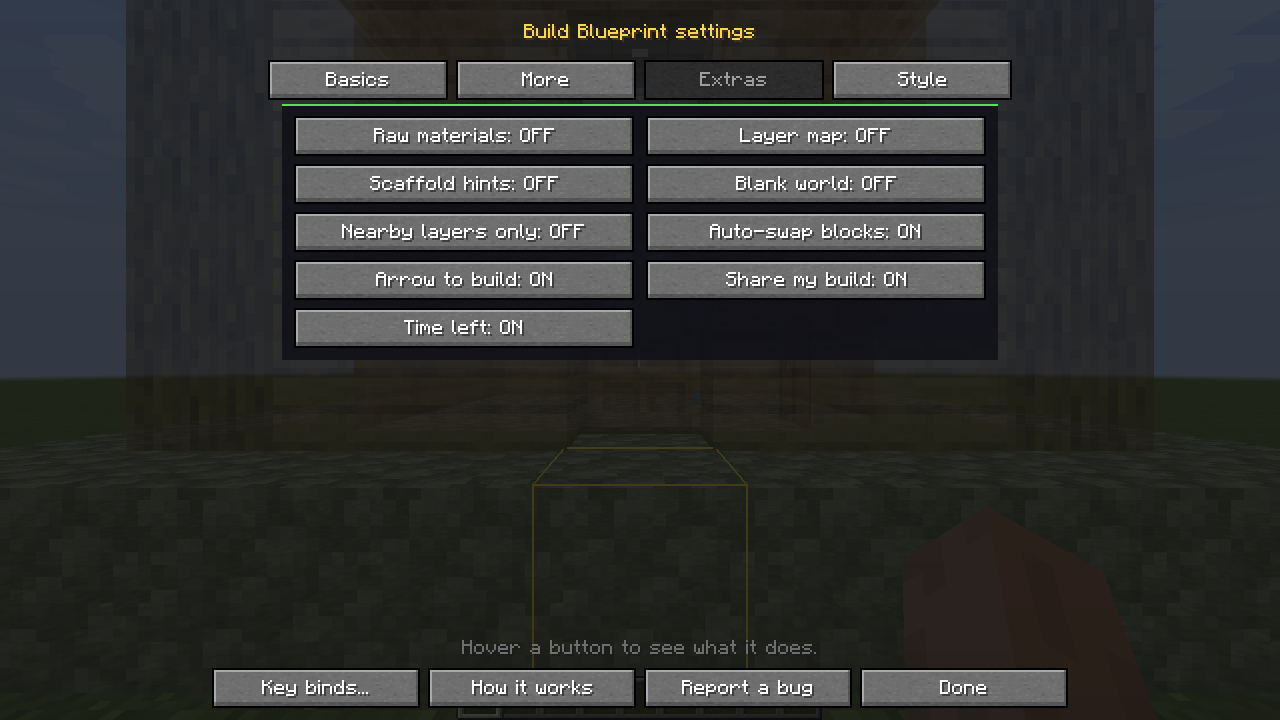 Build Blueprint settings
Basics
More
Extras
Style
Raw materials: OFF
Layer map: OFF
Scaffold hints: OFF
Blank world: OFF
Nearby layers only: OFF
Auto-swap blocks: ON
Arrow to build: ON
Share my build: ON
Time left: ON
Hover a button to see what it does.
Key binds...
How it works
Report a bug
Done